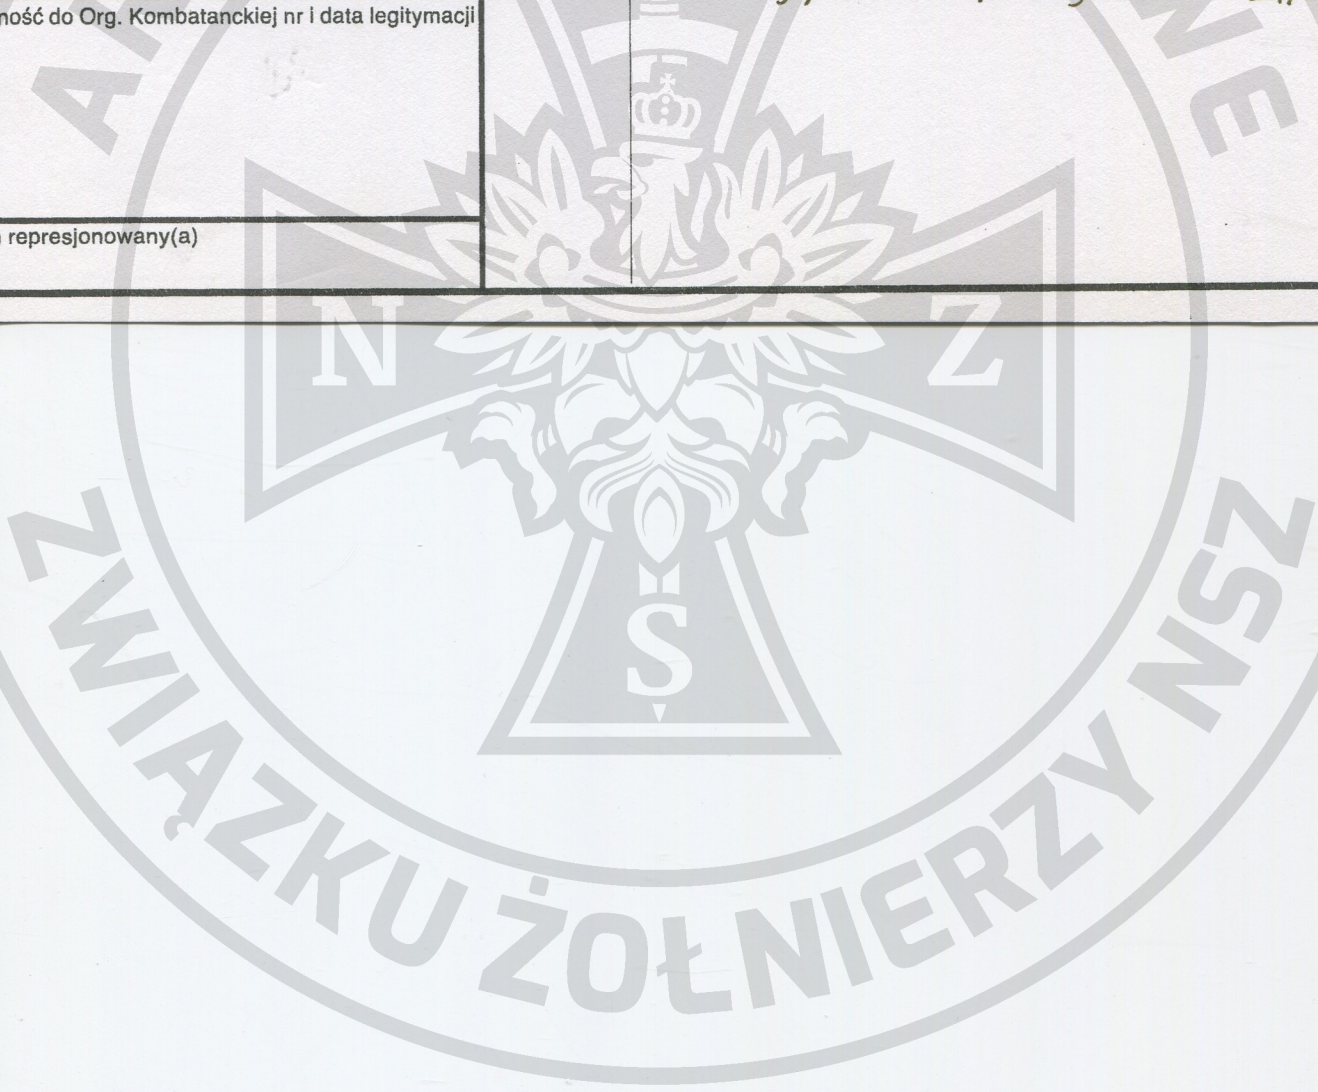 ność do Org. Kombatanckiej nr i data legitymacji
represjonowany(a)
N Z
S
ZWIĄZKU ŻOŁNIERZY NSZ